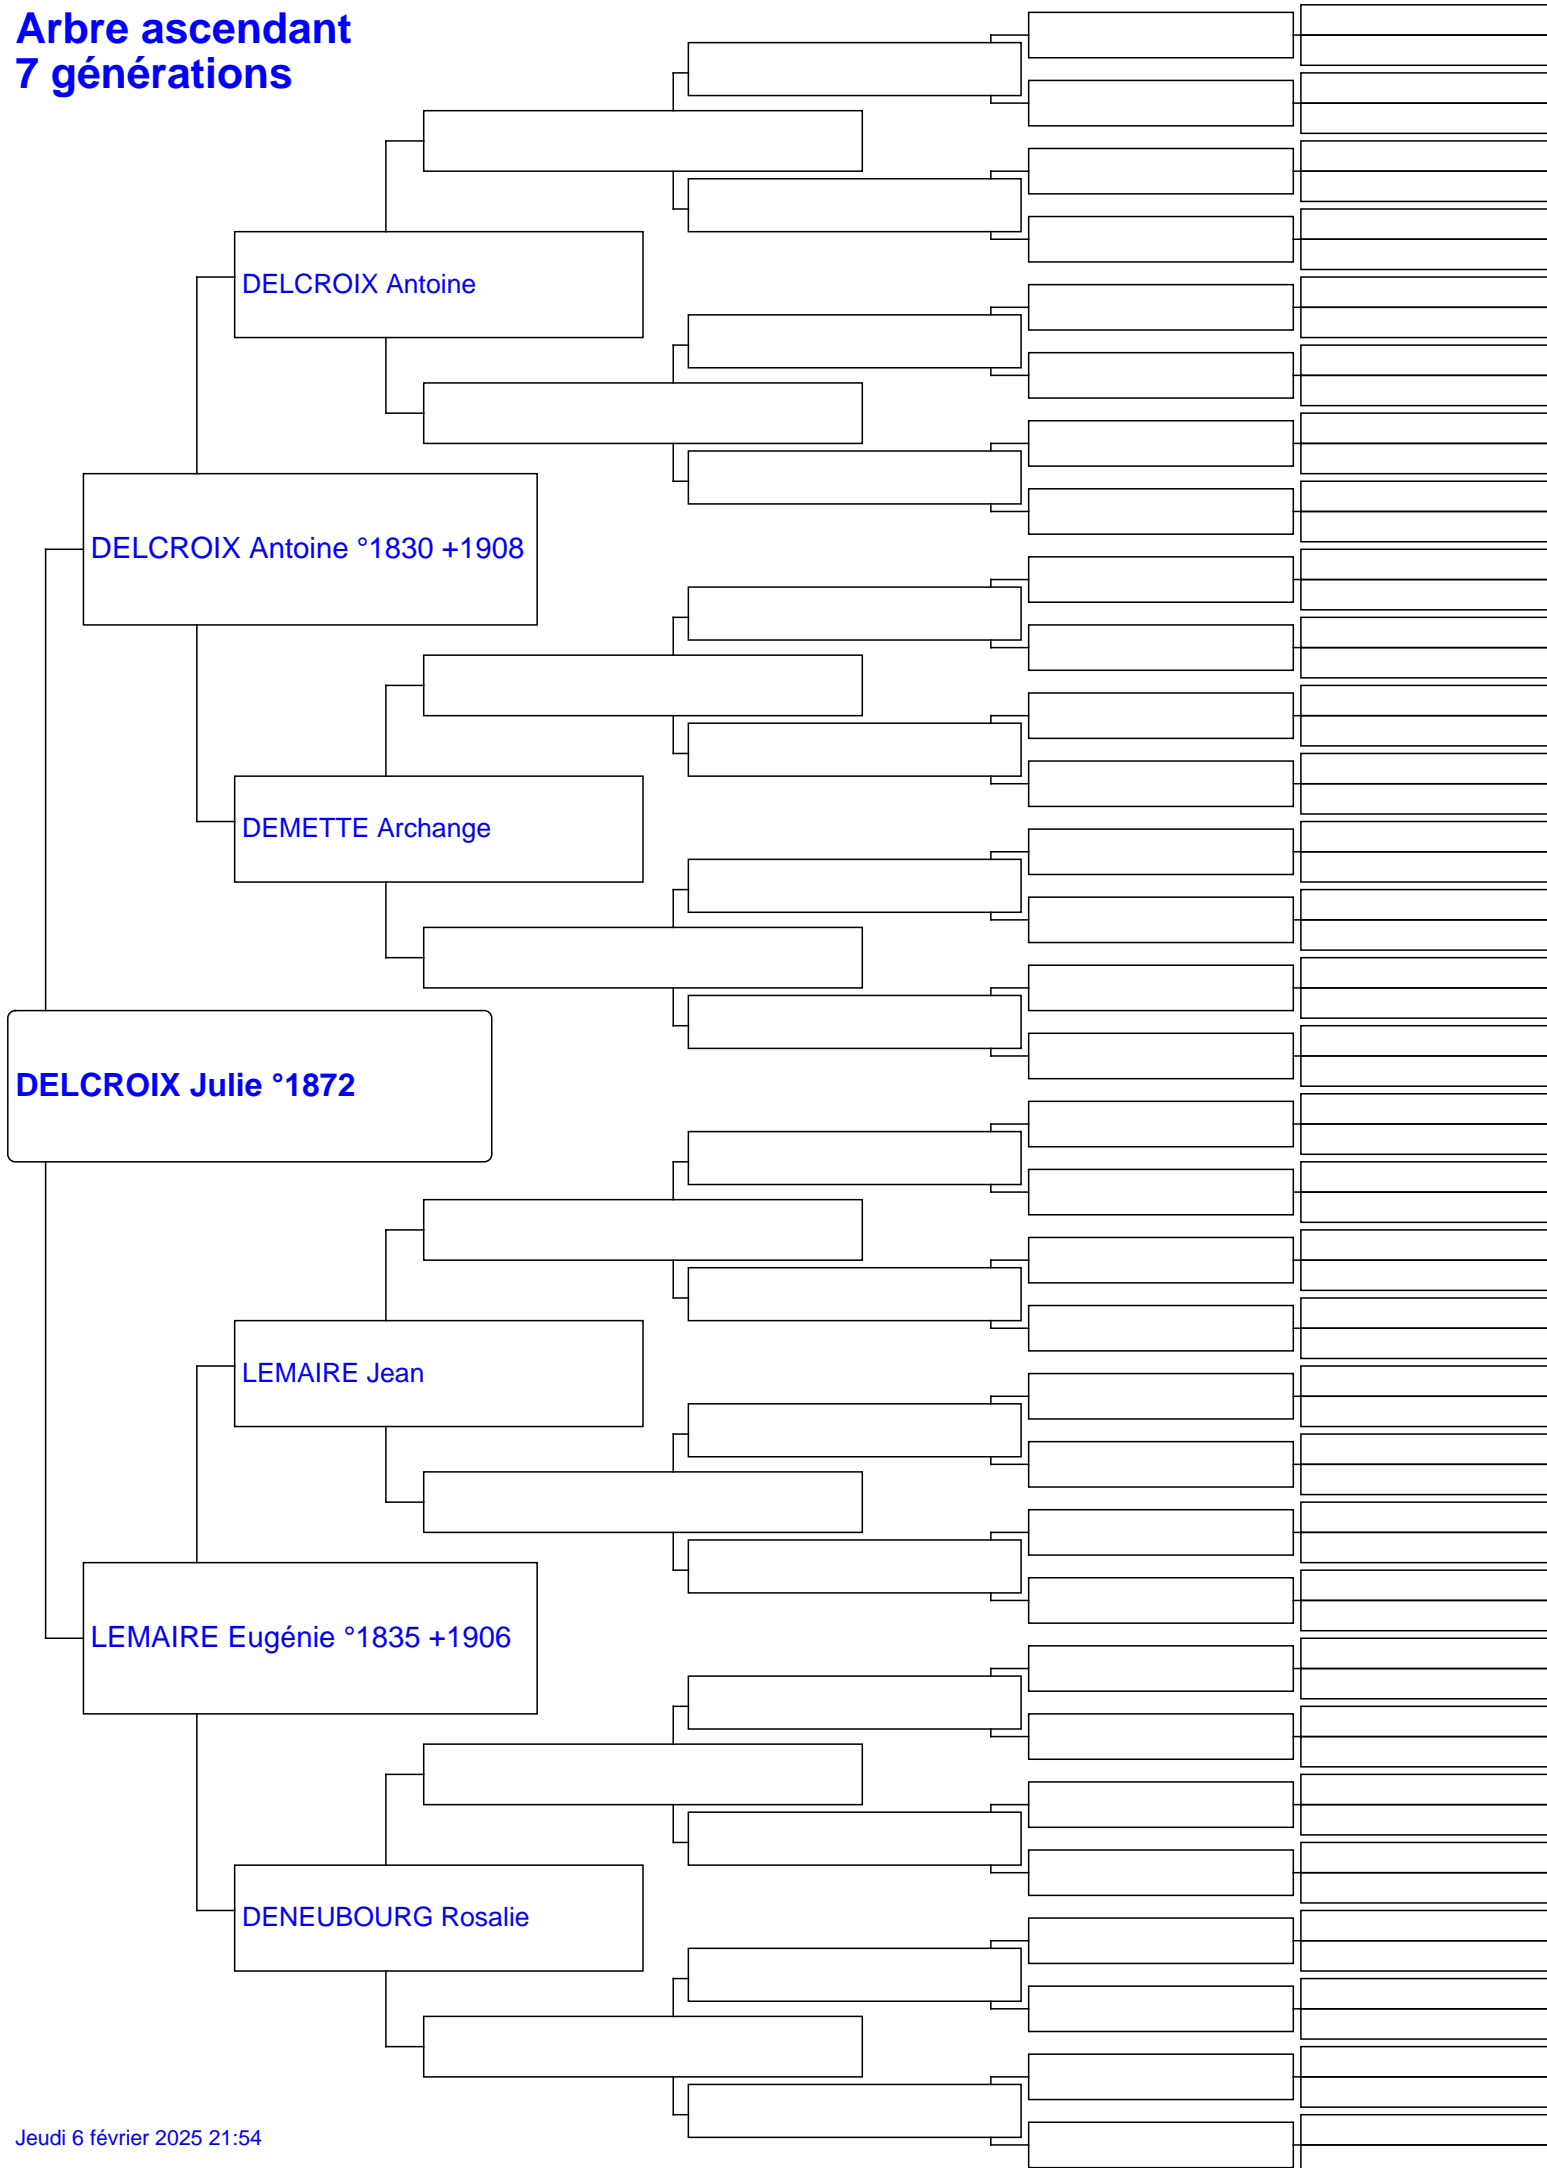 Arbre ascendant
7 générations
DELCROIX Antoine
DELCROIX Antoine °1830 +1908
DEMETTE Archange
DELCROIX Julie °1872
LEMAIRE Jean
LEMAIRE Eugénie °1835 +1906
DENEUBOURG Rosalie
Jeudi 6 février 2025 21:54